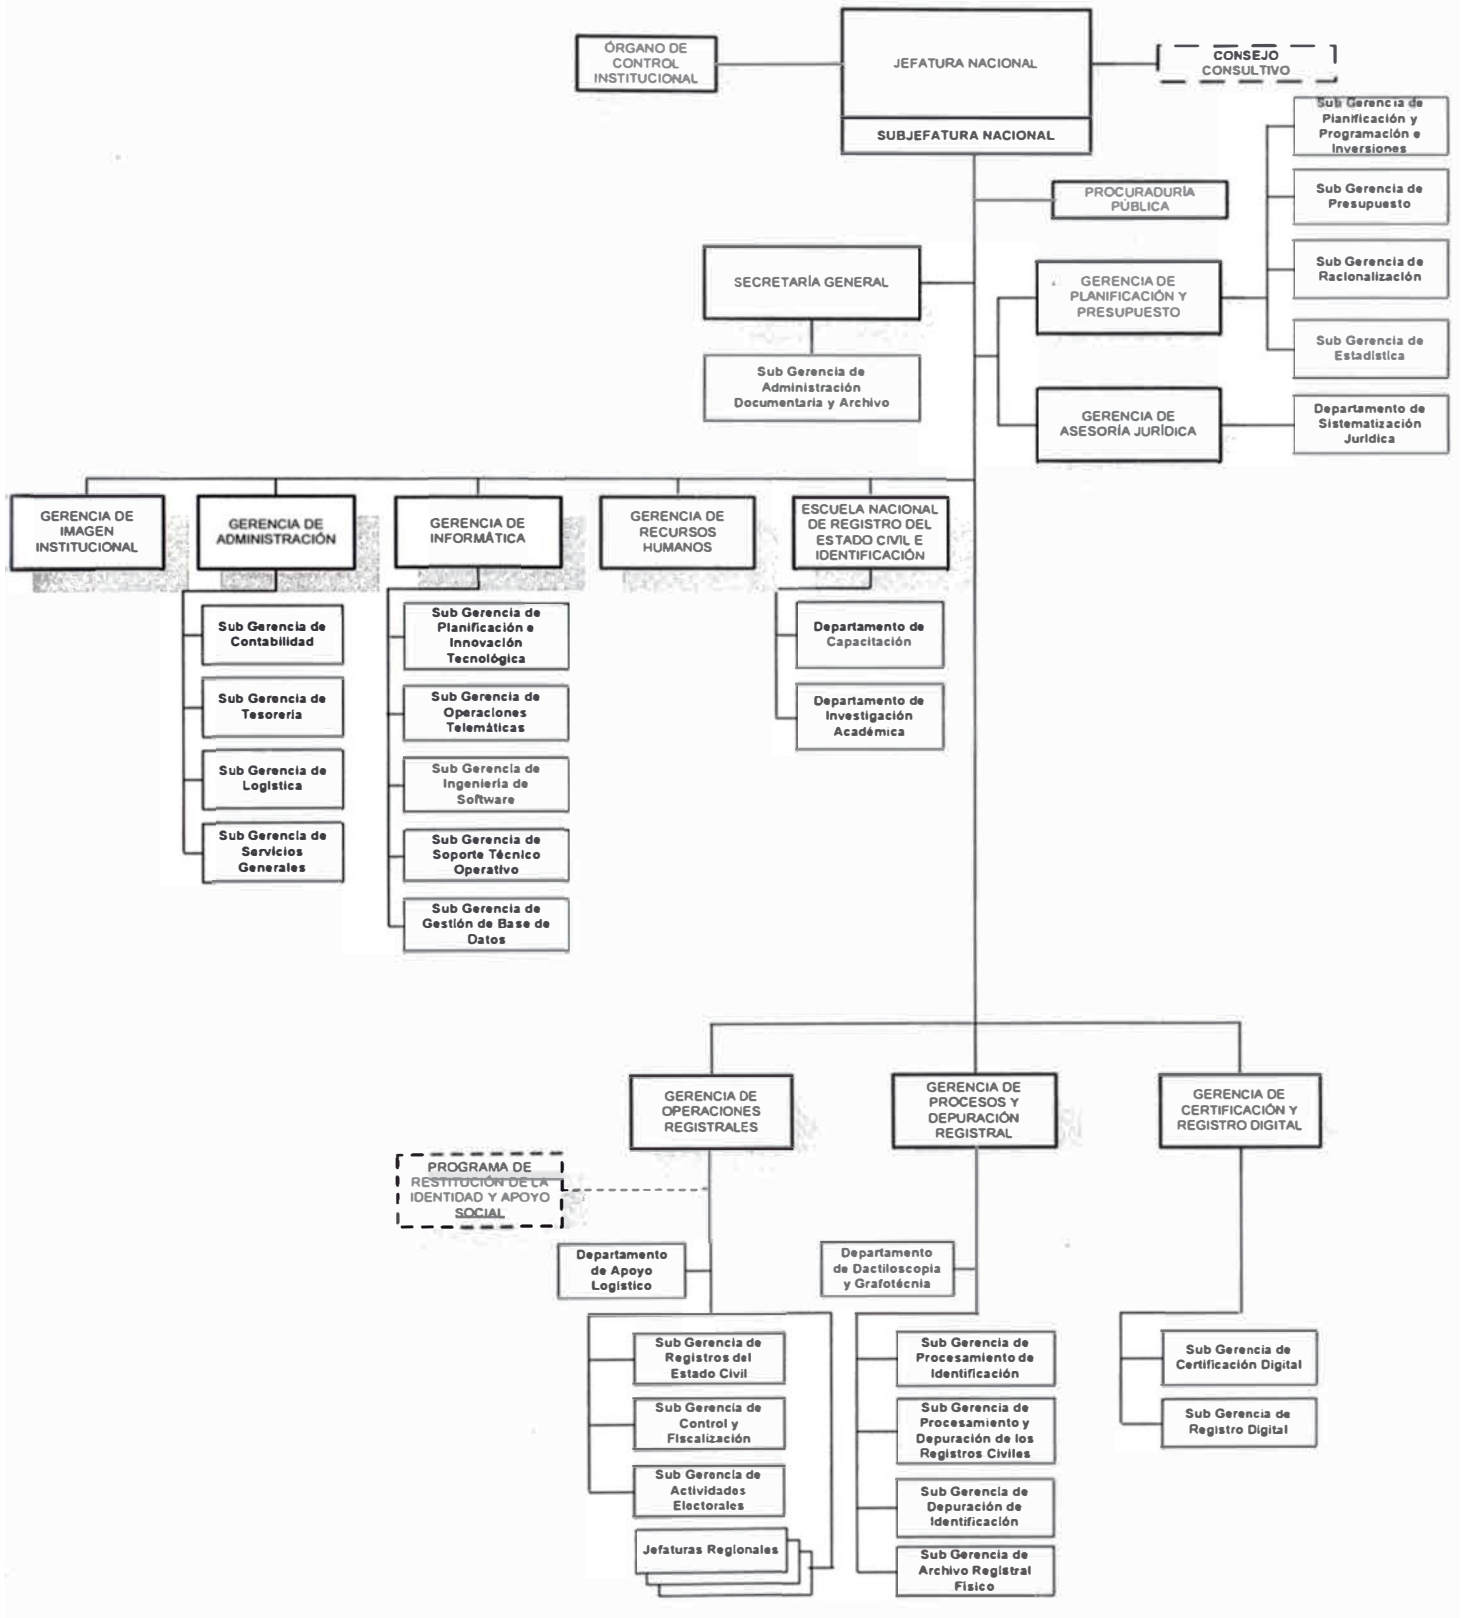 ÓRGANO DE
CONTROL
INSTITUCIONAL
JEFATURA NACIONAL
SUBJEFATURA NACIONAL
CONSEJO
CONSULTIVO
Sub Gerencia de
Planificación y
Programación e
Inversiones
PROCURADURÍA
PÚBLICA
Sub Gerencia de
Presupuesto
SECRETARÍA GENERAL
GERENCIA DE
PLANIFICACIÓN Y
PRESUPUESTO
Sub Gerencia de
Racionalización
Sub Gerencia de
Estadística
Sub Gerencia de
Administración
Documentaria y Archivo
GERENCIA DE
ASESORÍA JURÍDICA
Departamento de
Sistematización
Jurídica
GERENCIA DE
IMAGEN
INSTITUCIONAL
GERENCIA DE
ADMINISTRACIÓN
GERENCIA DE
INFORMÁTICA
GERENCIA DE
RECURSOS
HUMANOS
ESCUELA NACIONAL
DE REGISTRO DEL
ESTADO CIVIL E
IDENTIFICACIÓN
Sub Gerencia de
Contabilidad
Sub Gerencia de
Tesorería
Sub Gerencia de
Logística
Sub Gerencia de
Servicios
Generales
Sub Gerencia de
Planificación e
Innovación
Tecnológica
Sub Gerencia de
Operaciones
Telemáticas
Sub Gerencia de
Ingeniería de
Software
Sub Gerencia de
Soporte Técnico
Operativo
Sub Gerencia de
Gestión de Base de
Datos
Departamento de
Capacitación
Departamento de
Investigación
Académica
GERENCIA DE
OPERACIONES
REGISTRALES
GERENCIA DE
PROCESOS Y
DEPURACIÓN
REGISTRAL
GERENCIA DE
CERTIFICACIÓN Y
REGISTRO DIGITAL
PROGRAMA DE
RESTITUCIÓN DE LA
IDENTIDAD Y APOYO
SOCIAL
Departamento
de Apoyo
Logístico
Departamento
de Dactiloscopia
y Grafotécnia
Sub Gerencia de
Registros del
Estado Civil
Sub Gerencia de
Control y
Fiscalización
Sub Gerencia de
Actividades
Electorales
Jefaturas Regionales
Sub Gerencia de
Procesamiento de
Identificación
Sub Gerencia de
Procesamiento y
Depuración de los
Registros Civiles
Sub Gerencia de
Depuración de
Identificación
Sub Gerencia de
Archivo Registral
Físico
Sub Gerencia de
Certificación Digital
Sub Gerencia de
Registro Digital